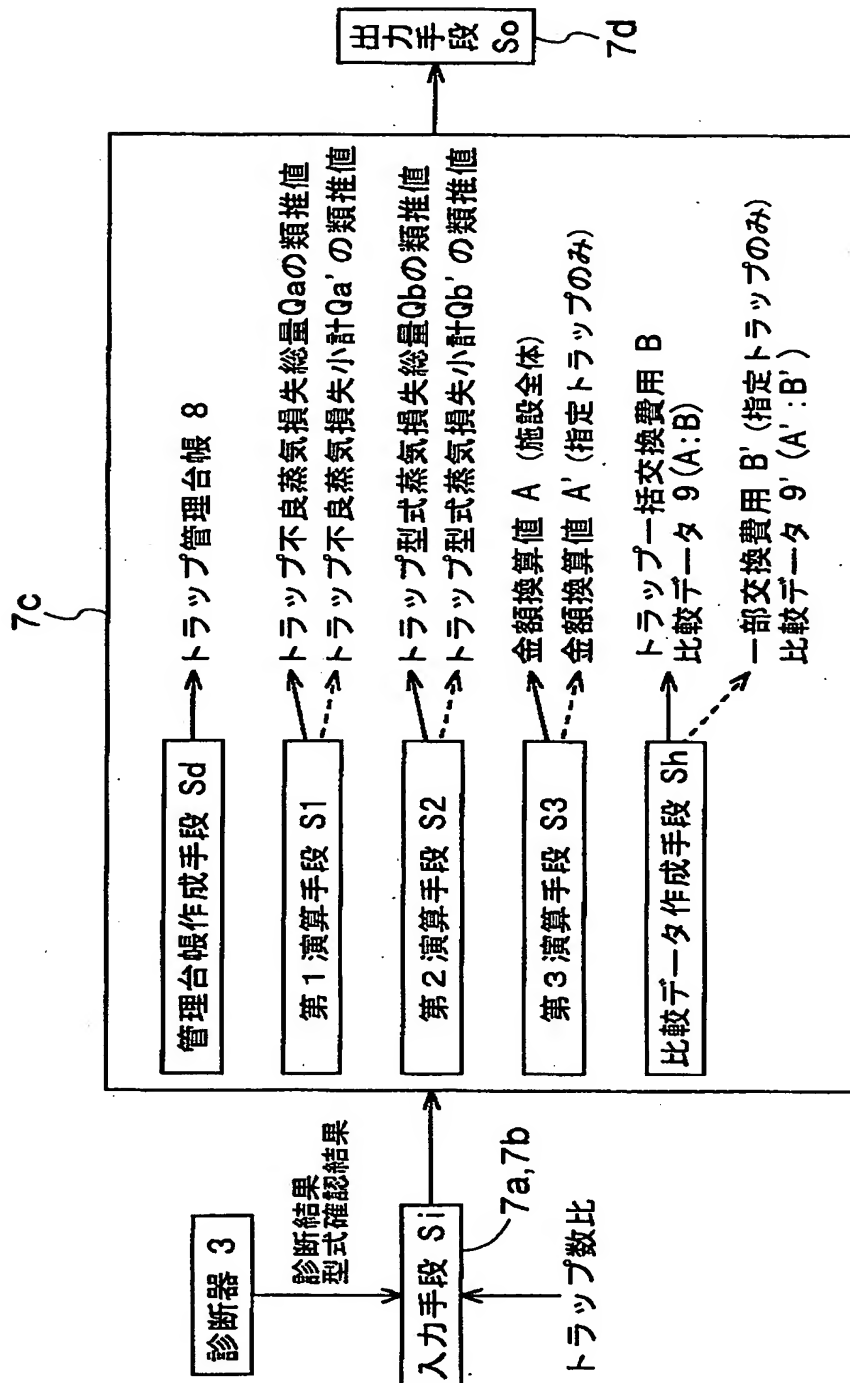 診断器 3
診断結果
型式確認結果
入力手段 Si
7a,7b
トラップ数比
7c
管理台帳作成手段 Sd
トラップ管理台帳 8
第1演算手段 S1
トラップ不良蒸気損失総量Qaの類推値
トラップ不良蒸気損失小計Qa'の類推値
第2演算手段 S2
トラップ型式蒸気損失総量Qbの類推値
トラップ型式蒸気損失小計Qb'の類推値
第3演算手段 S3
金額換算値 A (施設全体)
金額換算値 A' (指定トラップのみ)
比較データ作成手段 Sh
トラップ一括交換費用 B
比較データ 9(A:B)
一部交換費用 B' (指定トラップのみ)
比較データ 9' (A':B')
出力手段 So
7d